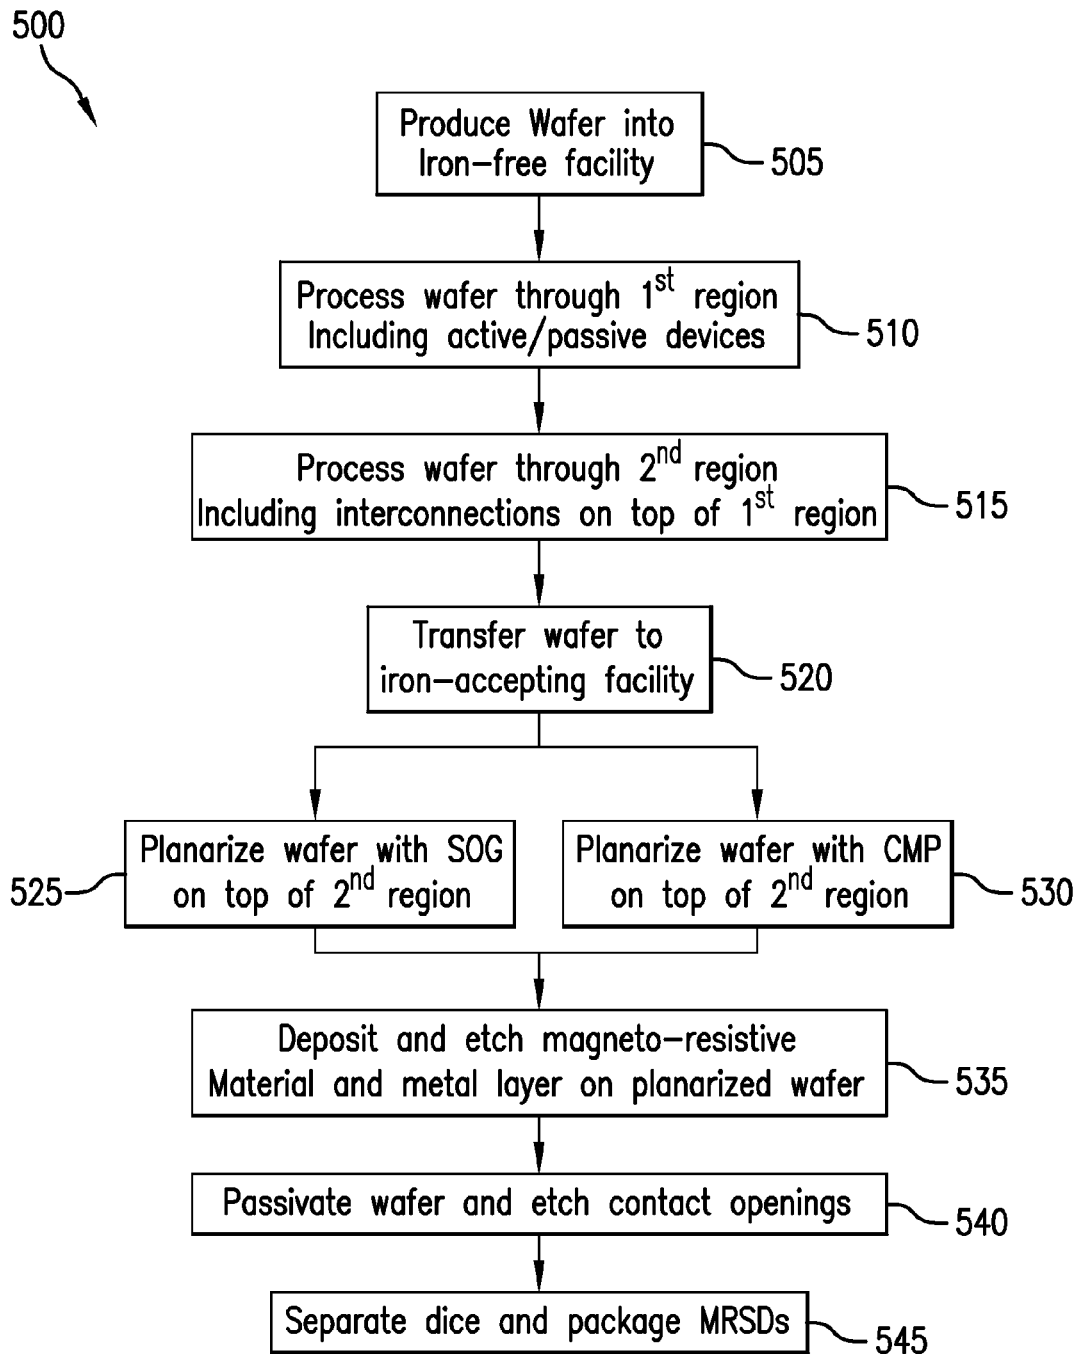 500
Produce Wafer into
Iron-free facility
505
Process wafer through 1st region
Including active/passive devices
510
Process wafer through 2nd region
Including interconnections on top of 1st region
515
Transfer wafer to
iron-accepting facility
520
Planarize wafer with SOG
on top of 2nd region
525
Planarize wafer with CMP
on top of 2nd region
530
Deposit and etch magneto-resistive
Material and metal layer on planarized wafer
535
Passivate wafer and etch contact openings
540
Separate dice and package MRSDs
545